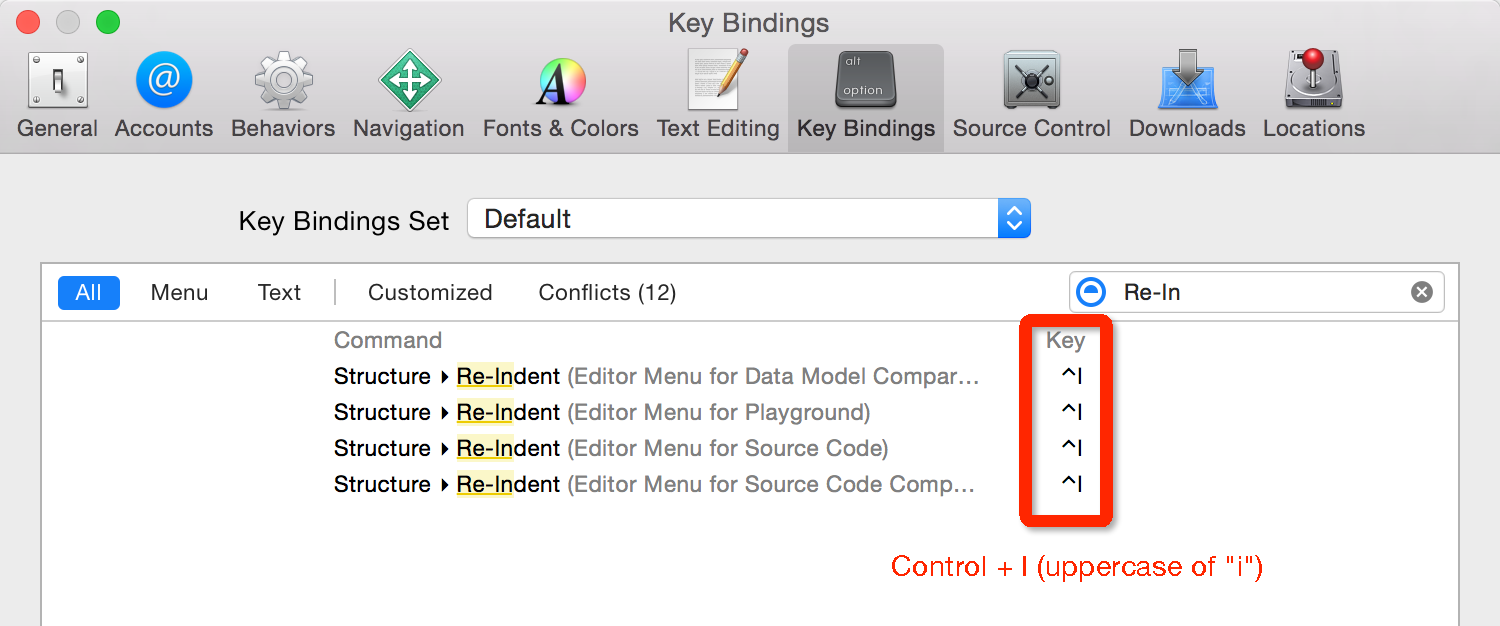 Key Bindings
alt
option
General Accounts Behaviors Navigation Fonts & Colors Text Editing Key Bindings Source Control Downloads Locations
Key Bindings Set Default
All Menu Text Customized Conflicts (12) Re-In
Command Key
Structure ▸ Re-Indent (Editor Menu for Data Model Compar… ^I
Structure ▸ Re-Indent (Editor Menu for Playground) ^I
Structure ▸ Re-Indent (Editor Menu for Source Code) ^I
Structure ▸ Re-Indent (Editor Menu for Source Code Comp… ^I
Control + I (uppercase of "i")